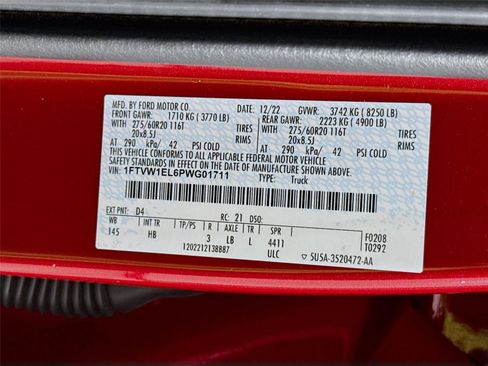 MFD. BY FORD MOTOR CO.
DATE: 12/22 GVWR: 3742 KG ( 8250 LB)
FRONT GAWR: 1710 KG ( 3770 LB) REAR GAWR: 2223 KG ( 4900 LB)
WITH TIRES WITH TIRES
275/60R20 116T 275/60R20 116T
20x8.5J RIMS 20x8.5J RIMS
AT 290 kPa/ 42 PSI COLD AT 290 kPa/ 42 PSI COLD
THIS VEHICLE CONFORMS TO ALL APPLICABLE FEDERAL MOTOR VEHICLE
SAFETY STANDARDS IN EFFECT ON THE DATE OF MANUFACTURE SHOWN ABOVE.
VIN: 1FTVW1EL6PWG01711 TYPE: Truck
EXT PNT: D4 RC: 21 DSO:
WB INT TR TP/PS R AXLE TR SPR
145 HB 3 LB L 4411 F0208
1202212138887 ULC T0292
5U5A-3520472-AA